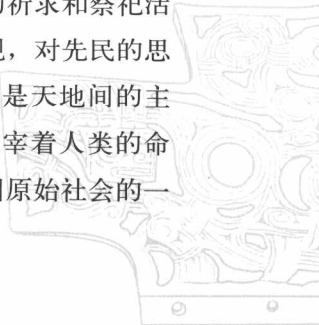 祈求和祭祀活
，对先民的思
是天地间的主
宰着人类的命
原始社会的一